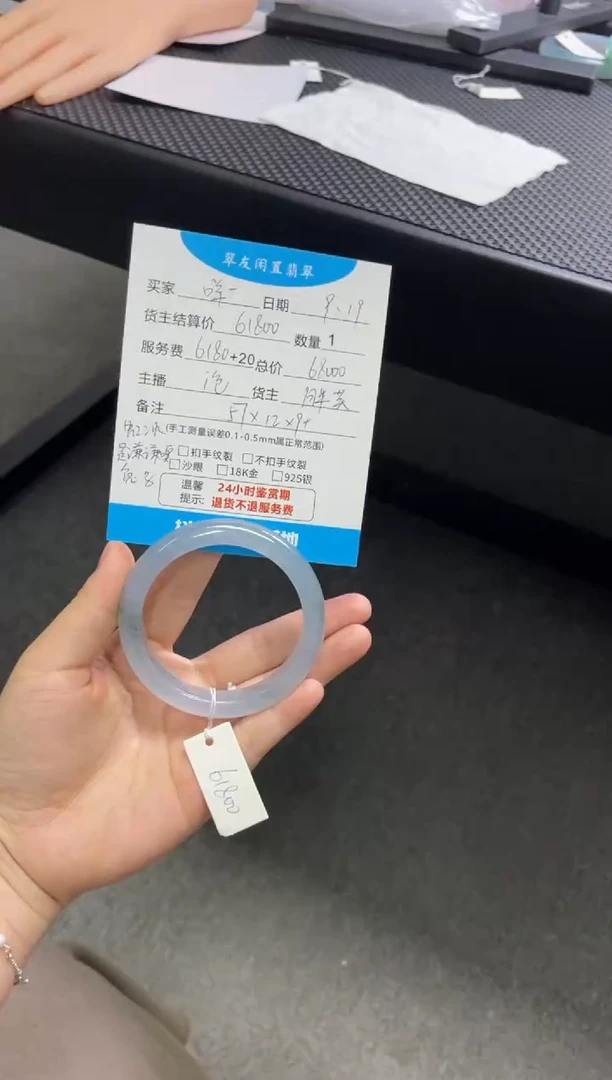 翠友闲置翡翠
买家 日期 9.19
货主结算价 61800 数量 1
服务费 6180+20 总价 68000
主播 货主
备注 57×12×9+
(手工测量误差0.1-0.5mm属正常范围)
□扣手纹裂 □不扣手纹裂
□沙眼 □18K金 □925银
温馨 24小时鉴赏期
提示: 退货不退服务费
61800